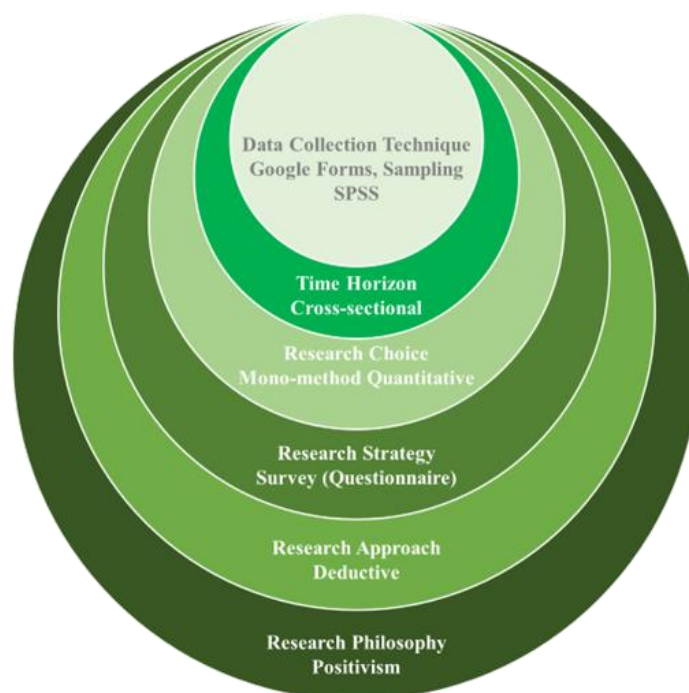 Data Collection Technique
Google Forms, Sampling
SPSS
Time Horizon
Cross-sectional
Research Choice
Mono-method Quantitative
Research Strategy
Survey (Questionnaire)
Research Approach
Deductive
Research Philosophy
Positivism